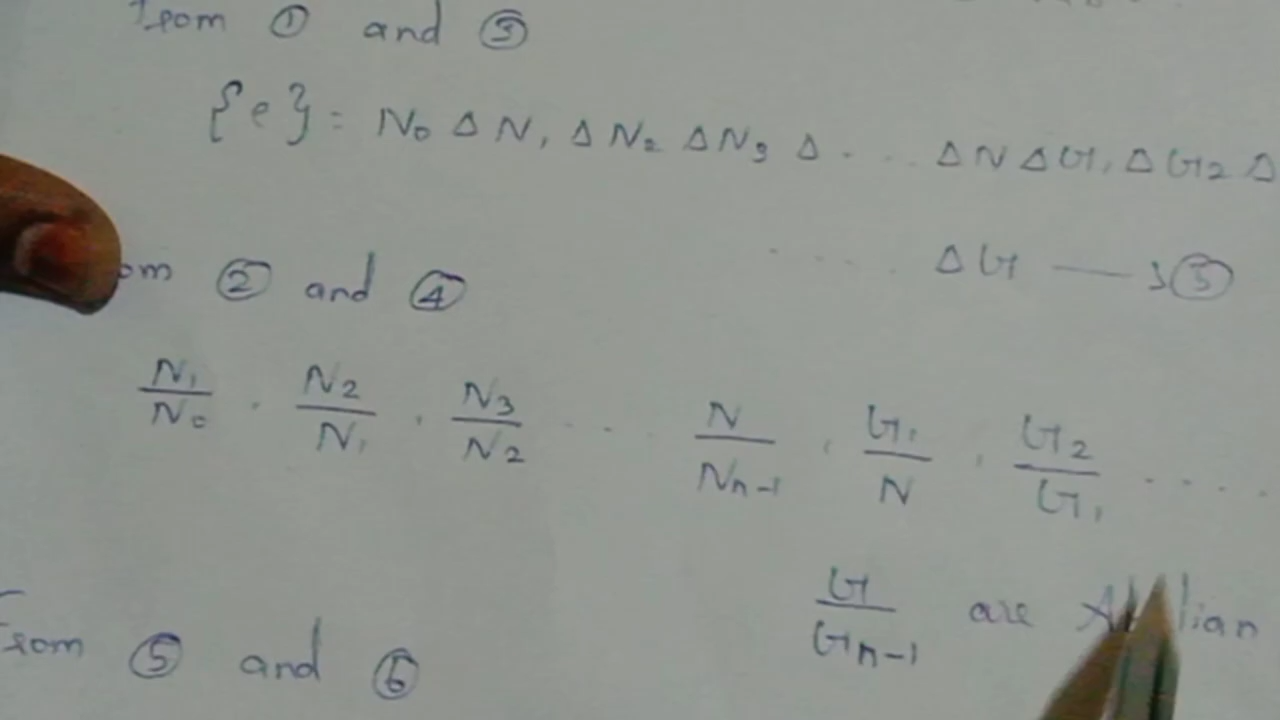 From ① and ③
{e} = N₀ Δ N₁ Δ N₂ Δ N₃ Δ . . . Δ N Δ G₁ Δ G₂ Δ
. . . . . Δ G — ⑤
om ② and ④
N₁/N₀ . N₂/N₁ . N₃/N₂ . . . N/Nₙ₋₁ . G₁/N . G₂/G₁ . . . .
G/Gₙ₋₁ are
From ⑤ and ⑥